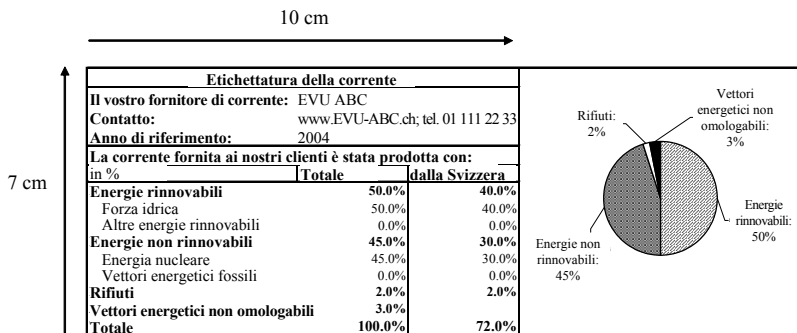 10 cm
7 cm
Etichettatura della corrente
Il vostro fornitore di corrente: EVU ABC
Contatto: www.EVU-ABC.ch; tel. 01 111 22 33
Anno di riferimento: 2004
La corrente fornita ai nostri clienti è stata prodotta con:
in % Totale dalla Svizzera
Energie rinnovabili 50.0% 40.0%
Forza idrica 50.0% 40.0%
Altre energie rinnovabili 0.0% 0.0%
Energie non rinnovabili 45.0% 30.0%
Energia nucleare 45.0% 30.0%
Vettori energetici fossili 0.0% 0.0%
Rifiuti 2.0% 2.0%
Vettori energetici non omologabili 3.0%
Totale 100.0% 72.0%
Rifiuti:
2%
Vettori
energetici non
omologabili:
3%
Energie
rinnovabili:
50%
Energie non
rinnovabili:
45%